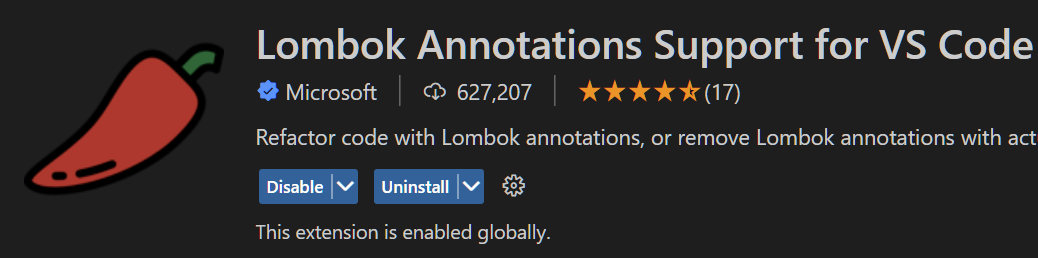 Lombok Annotations Support for VS Code
Microsoft 627,207 (17)
Refactor code with Lombok annotations, or remove Lombok annotations with
Disable Uninstall
This extension is enabled globally.